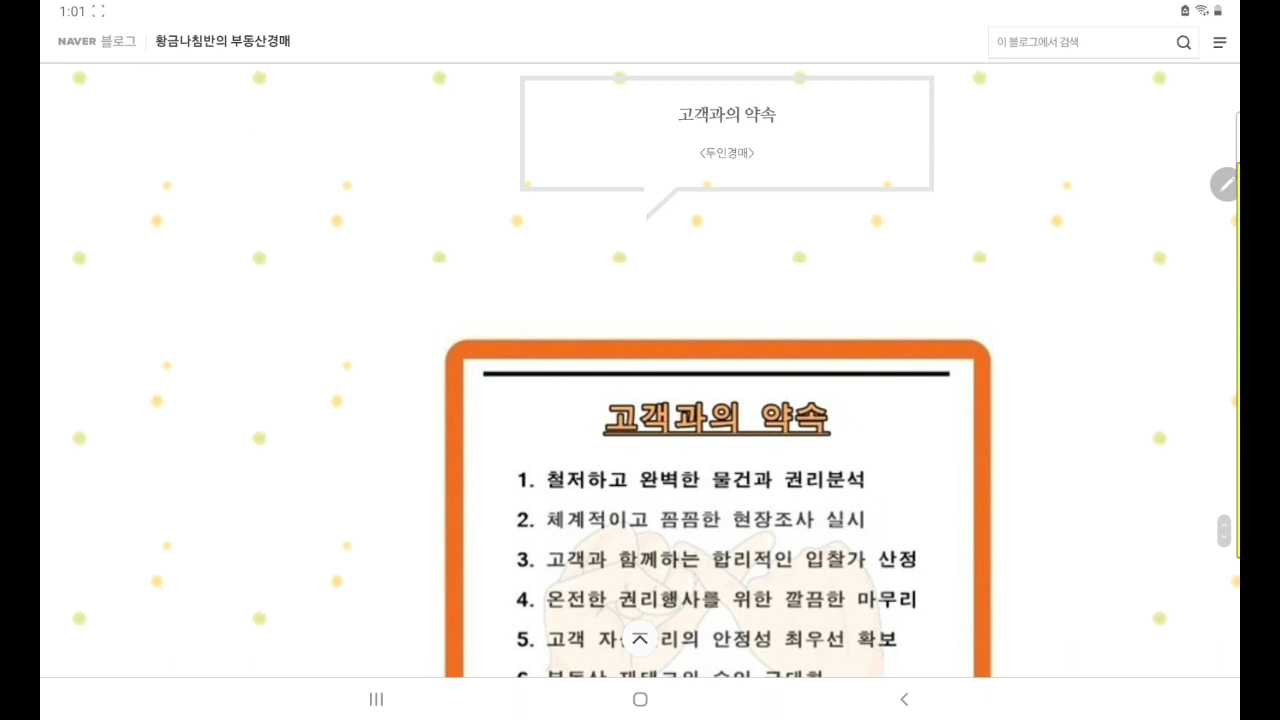 1:01
NAVER 블로그 황금나침반의 부동산경매
이 블로그에서 검색
고객과의 약속
<두인경매>
고객과의 약속
1. 철저하고 완벽한 물건과 권리분석
2. 체계적이고 꼼꼼한 현장조사 실시
3. 고객과 함께하는 합리적인 입찰가 산정
4. 온전한 권리행사를 위한 깔끔한 마무리
5. 고객 자 리의 안정성 최우선 확보